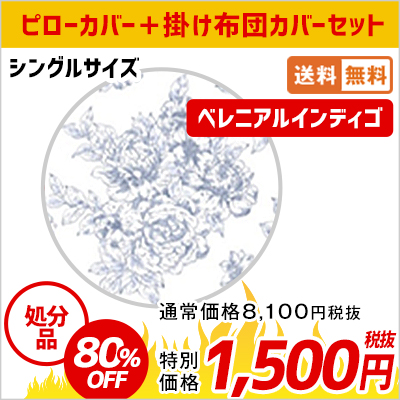 ピローカバー＋掛け布団カバーセット
シングルサイズ
送料無料
ベレニアルインディゴ
処分品
80%OFF
通常価格8,100円税抜
特別価格
1,500円
税抜